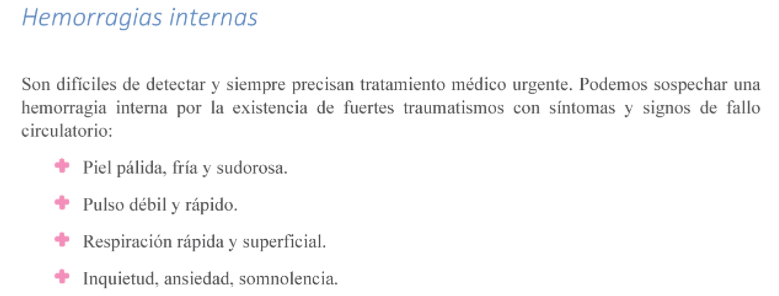 Hemorragias internas
Son difíciles de detectar y siempre precisan tratamiento médico urgente. Podemos sospechar una
hemorragia interna por la existencia de fuertes traumatismos con síntomas y signos de fallo
circulatorio:
Piel pálida, fría y sudorosa.
Pulso débil y rápido.
Respiración rápida y superficial.
Inquietud, ansiedad, somnolencia.